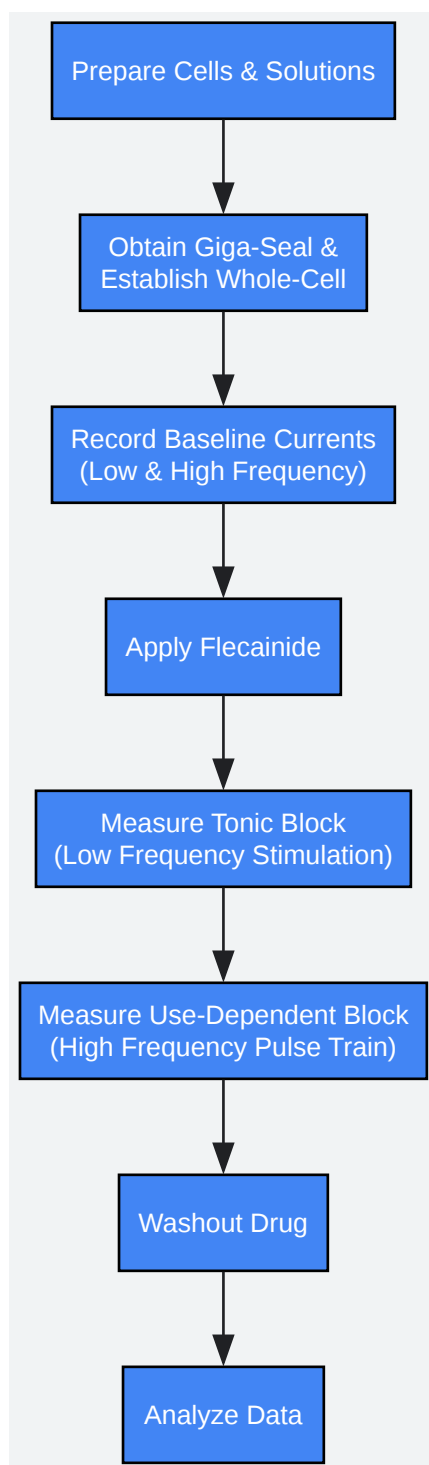 Prepare Cells & Solutions
Obtain Giga-Seal &
Establish Whole-Cell
Record Baseline Currents
(Low & High Frequency)
Apply Flecainide
Measure Tonic Block
(Low Frequency Stimulation)
Measure Use-Dependent Block
(High Frequency Pulse Train)
Washout Drug
Analyze Data